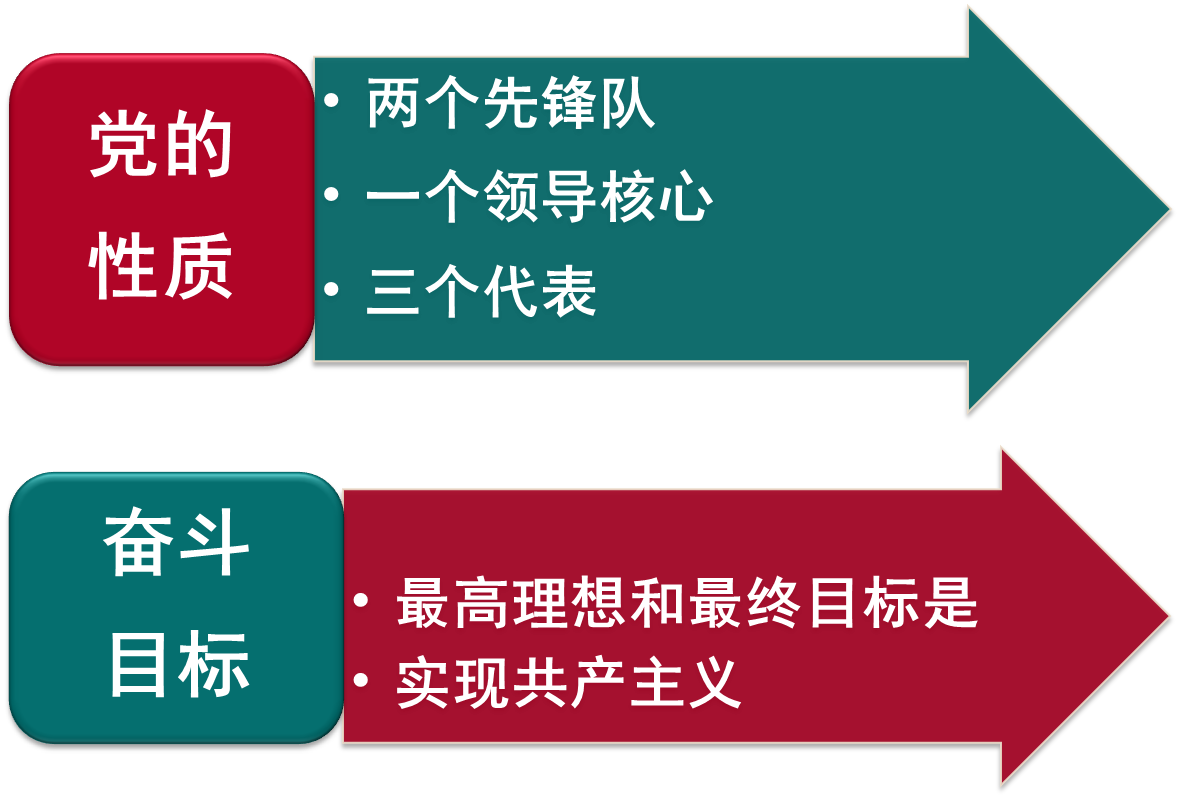 党的
性质
• 两个先锋队
• 一个领导核心
• 三个代表
奋斗
目标
• 最高理想和最终目标是
• 实现共产主义